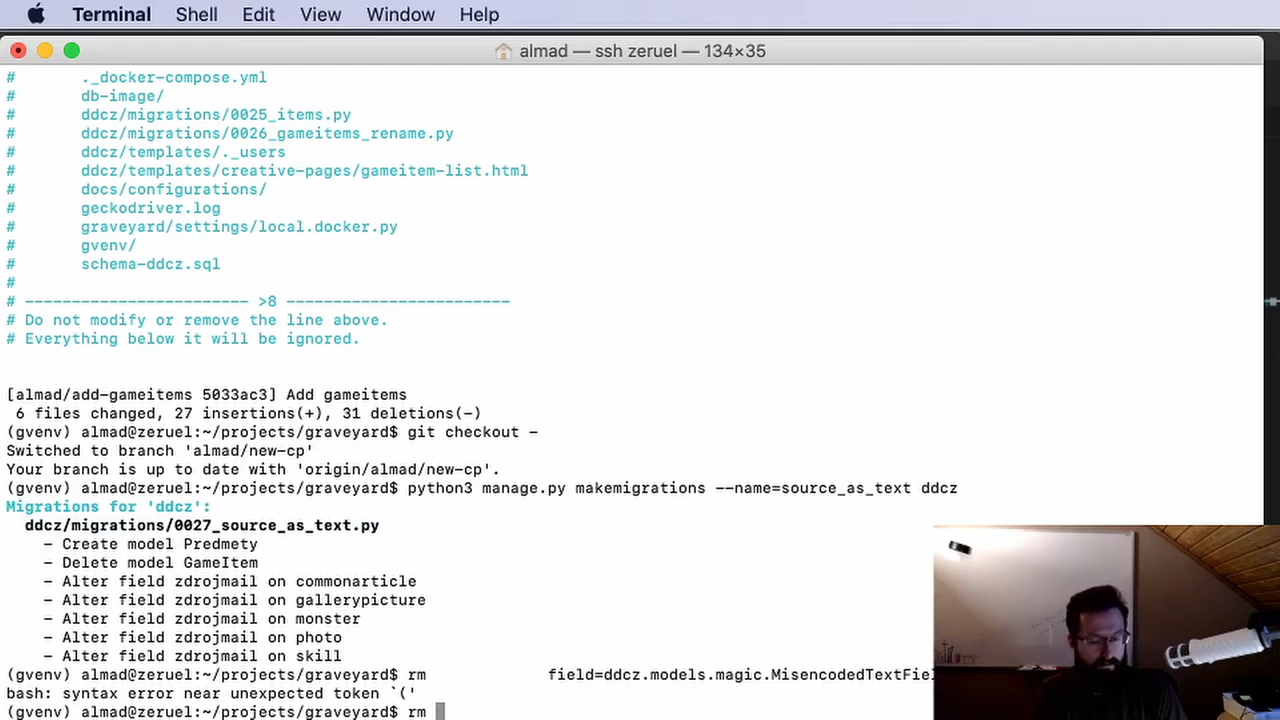 Terminal Shell Edit View Window Help
almad — ssh zeruel — 134×35
# ._docker-compose.yml
# db-image/
# ddcz/migrations/0025_items.py
# ddcz/migrations/0026_gameitems_rename.py
# ddcz/templates/._users
# ddcz/templates/creative-pages/gameitem-list.html
# docs/configurations/
# geckodriver.log
# graveyard/settings/local.docker.py
# gvenv/
# schema-ddcz.sql
#
# ------------------------ >8 ------------------------
# Do not modify or remove the line above.
# Everything below it will be ignored.
[almad/add-gameitems 5033ac3] Add gameitems
6 files changed, 27 insertions(+), 31 deletions(-)
(gvenv) almad@zeruel:~/projects/graveyard$ git checkout -
Switched to branch 'almad/new-cp'
Your branch is up to date with 'origin/almad/new-cp'.
(gvenv) almad@zeruel:~/projects/graveyard$ python3 manage.py makemigrations --name=source_as_text ddcz
Migrations for 'ddcz':
ddcz/migrations/0027_source_as_text.py
- Create model Predmety
- Delete model GameItem
- Alter field zdrojmail on commonarticle
- Alter field zdrojmail on gallerypicture
- Alter field zdrojmail on monster
- Alter field zdrojmail on photo
- Alter field zdrojmail on skill
(gvenv) almad@zeruel:~/projects/graveyard$ rm field=ddcz.models.magic.MisencodedTextFiel
bash: syntax error near unexpected token `('
(gvenv) almad@zeruel:~/projects/graveyard$ rm